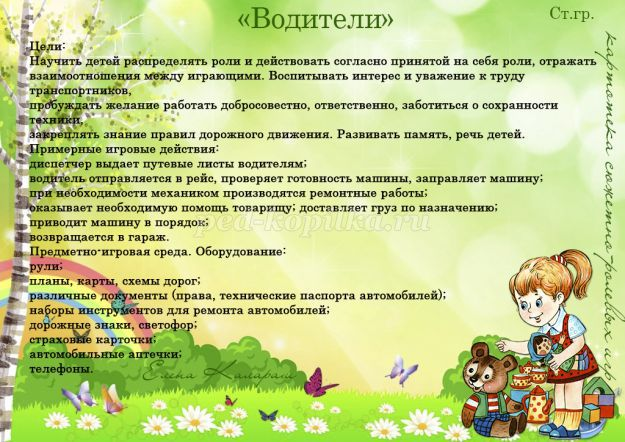 «Водители»
Ст.гр.
Цели:
Научить детей распределять роли и действовать согласно принятой на себя роли, отражать
взаимоотношения между играющими. Воспитывать интерес и уважение к труду
транспортников,
пробуждать желание работать добросовестно, ответственно, заботиться о сохранности
техники,
закреплять знание правил дорожного движения. Развивать память, речь детей.
Примерные игровые действия:
диспетчер выдает путевые листы водителям;
водитель отправляется в рейс, проверяет готовность машины, заправляет машину;
при необходимости механиком производятся ремонтные работы;
оказывает необходимую помощь товарищу; доставляет груз по назначению;
приводит машину в порядок;
возвращается в гараж.
Предметно-игровая среда. Оборудование:
рули;
планы, карты, схемы дорог;
различные документы (права, технические паспорта автомобилей);
наборы инструментов для ремонта автомобилей;
дорожные знаки, светофор;
страховые карточки;
автомобильные аптечки;
телефоны.
картотека сюжетно-ролевых игр
ped-kopilka.ru
Елена